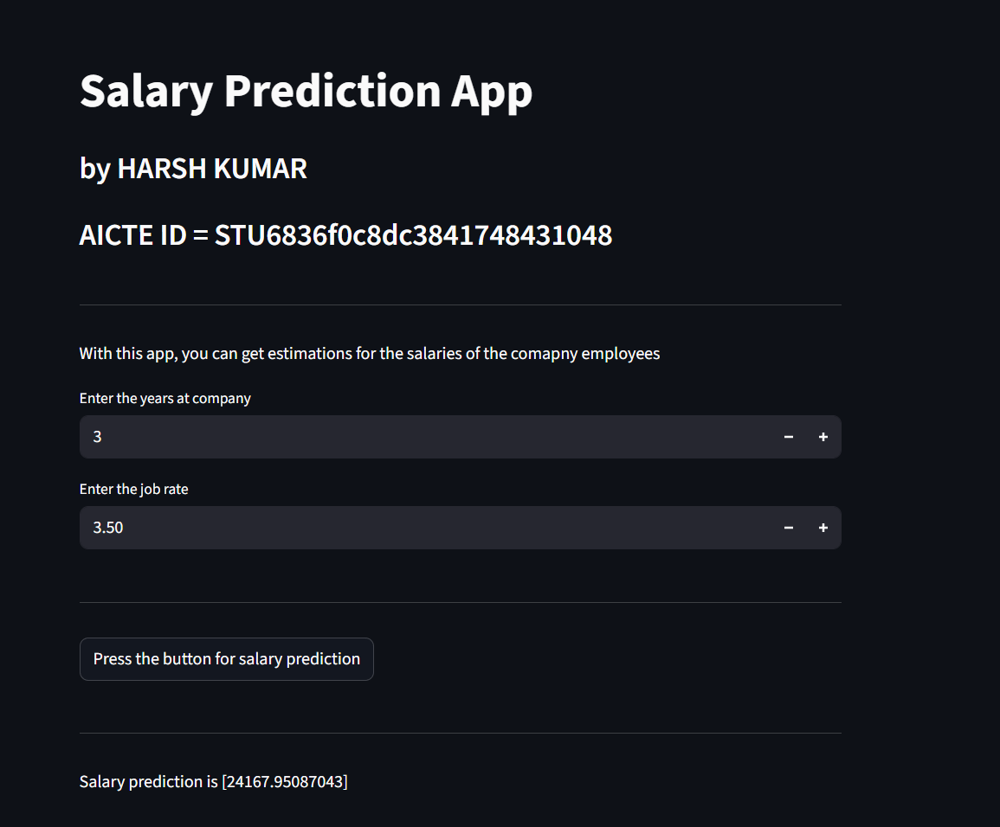 Salary Prediction App
by HARSH KUMAR
AICTE ID = STU6836f0c8dc3841748431048
With this app, you can get estimations for the salaries of the comapny employees
Enter the years at company
3
Enter the job rate
3.50
Press the button for salary prediction
Salary prediction is [24167.95087043]